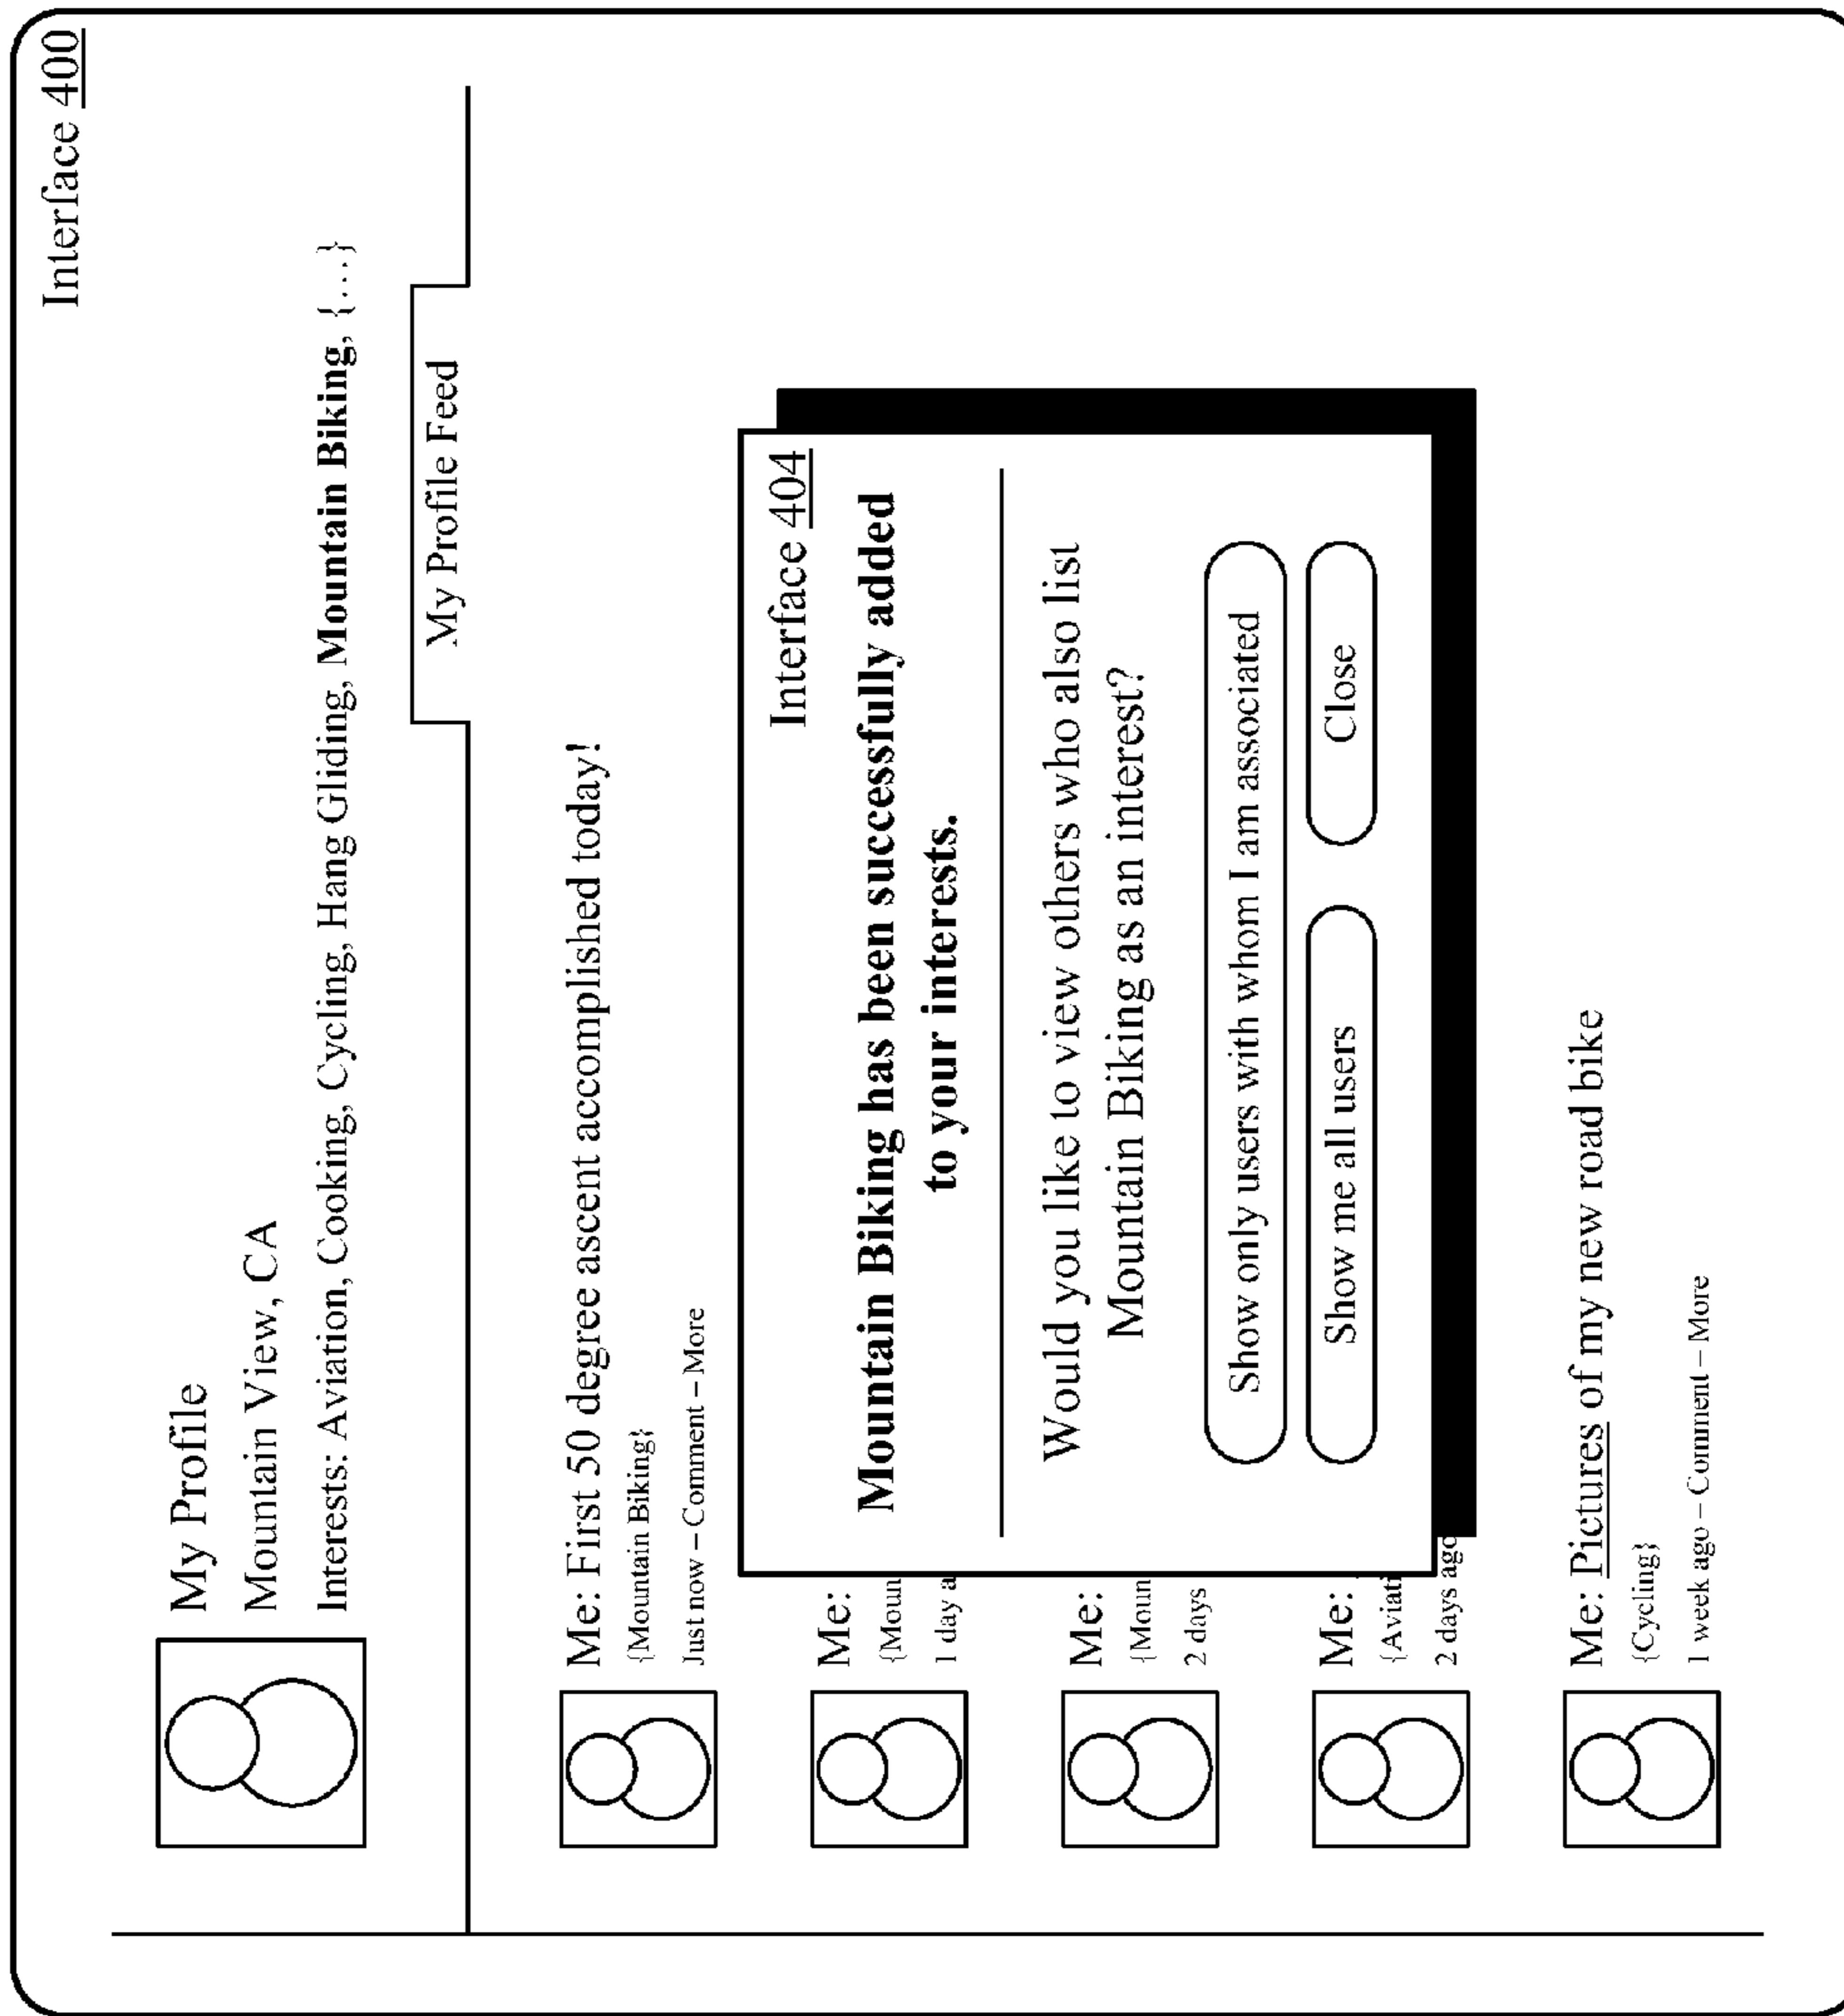 Interface 400
My Profile
Mountain View, CA
Interests: Aviation, Cooking, Cycling, Hang Gliding, Mountain Biking, {...}
My Profile Feed
Me: First 50 degree ascent accomplished today!
{Mountain Biking}
Just now – Comment – More
Interface 404
Mountain Biking has been successfully added
to your interests.
Would you like to view others who also list
Mountain Biking as an interest?
Show only users with whom I am associated
Show me all users
Close
Me:
{Moun
1 day a
Me:
{Moun
2 days
Me:
{Aviati
2 days ago
Me: Pictures of my new road bike
{Cycling}
1 week ago – Comment – More